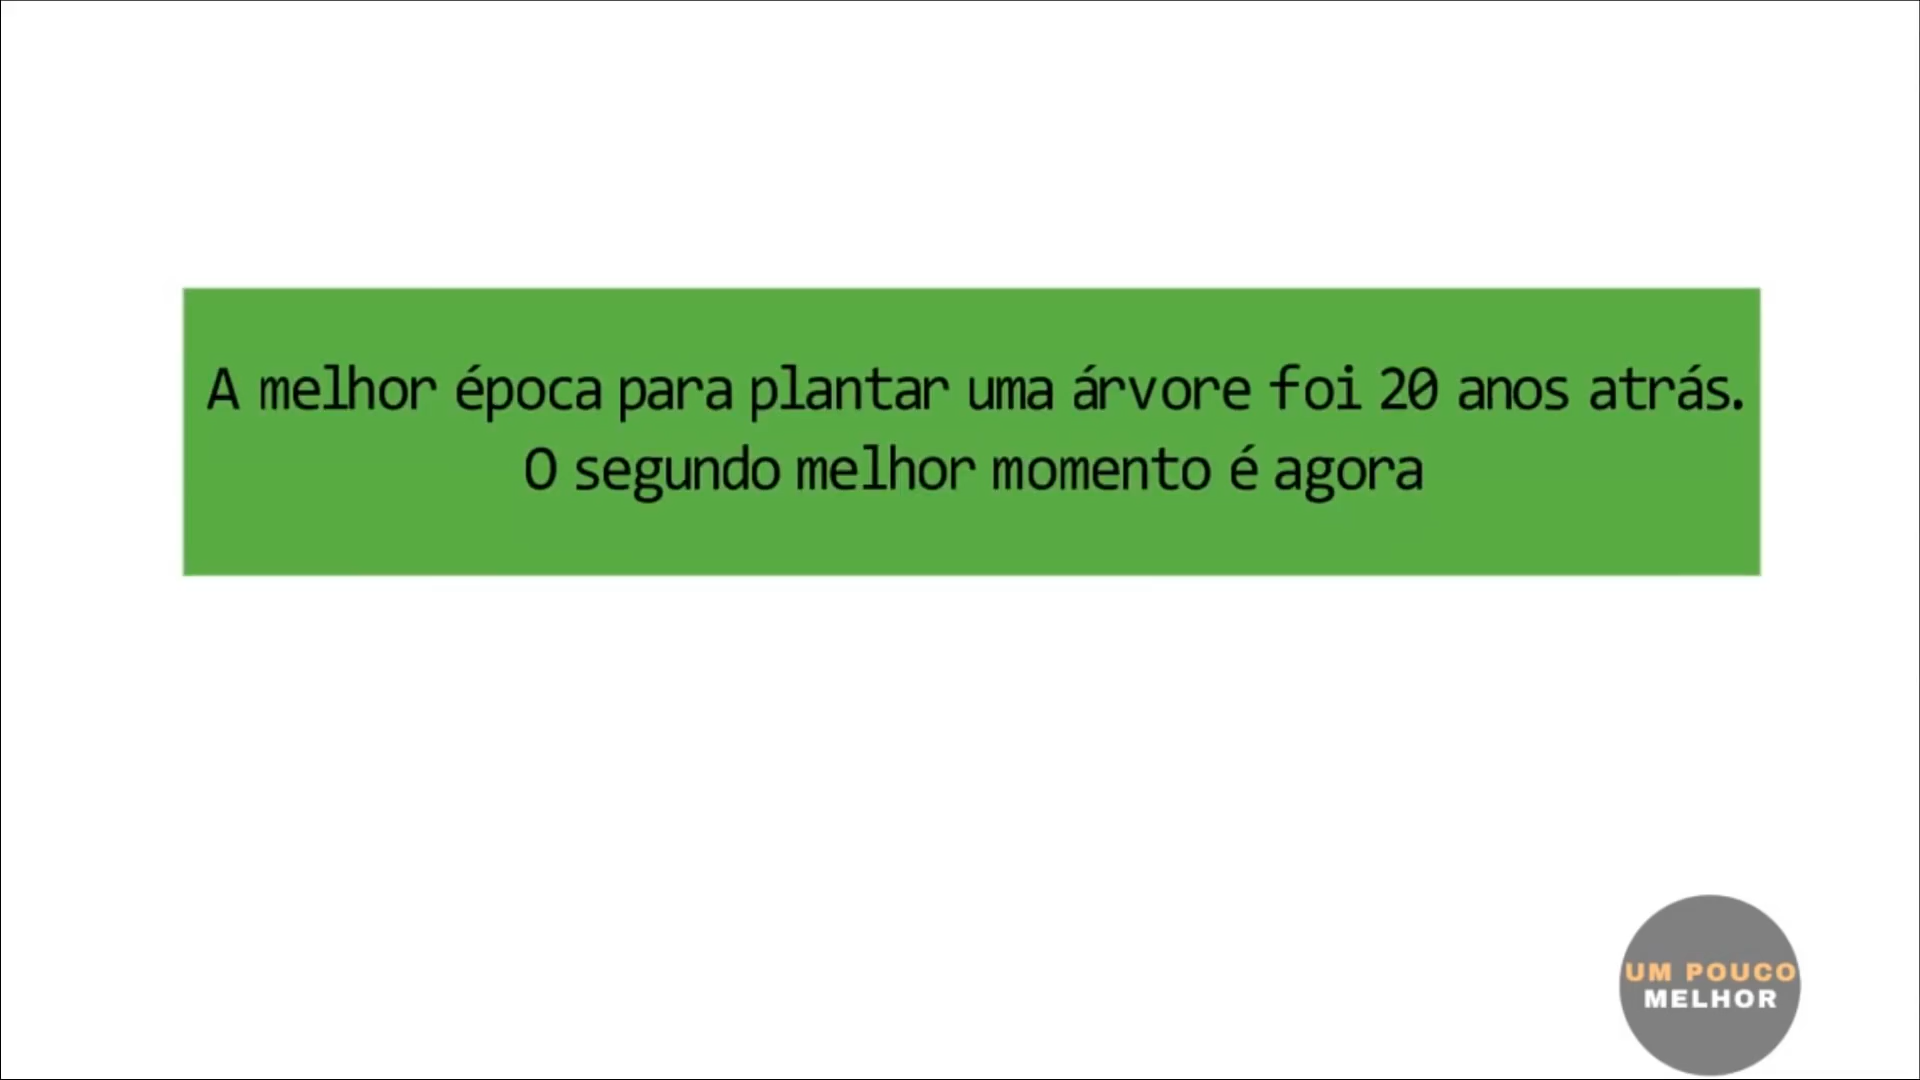 A melhor época para plantar uma árvore foi 20 anos atrás.
O segundo melhor momento é agora
UM POUCO
MELHOR